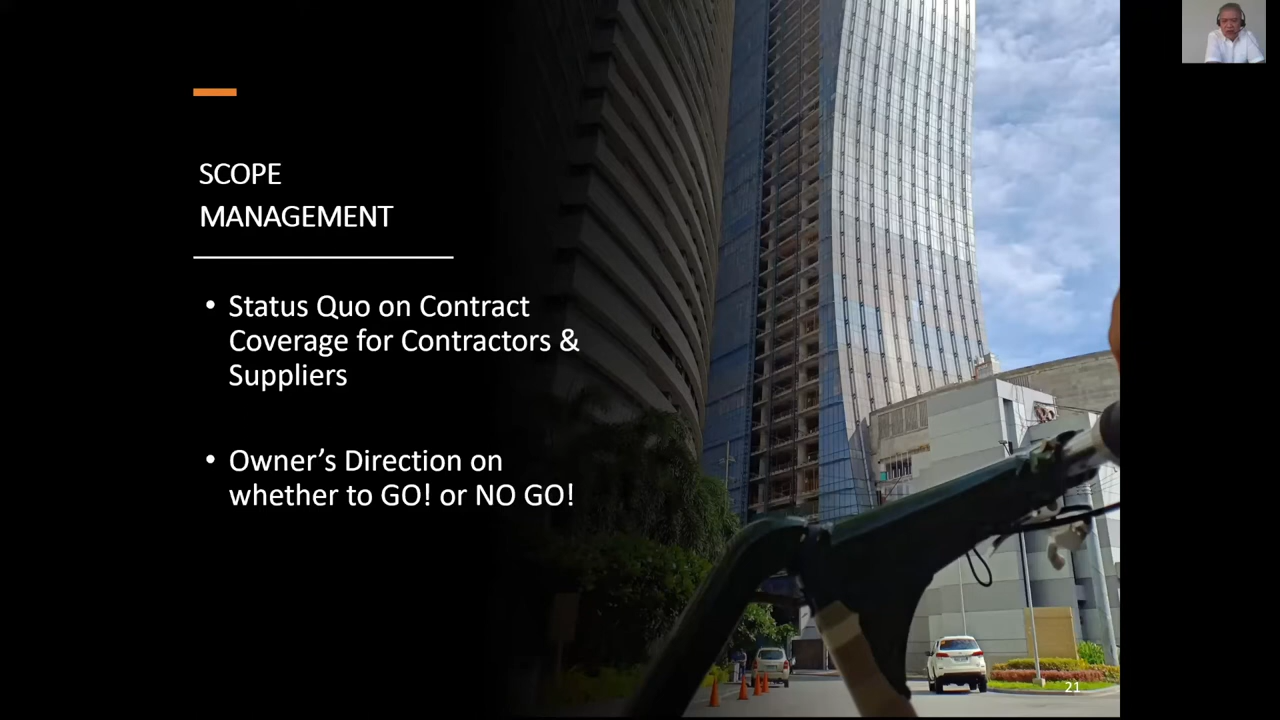 SCOPE
MANAGEMENT
• Status Quo on Contract
Coverage for Contractors &
Suppliers
• Owner’s Direction on
whether to GO! or NO GO!
21